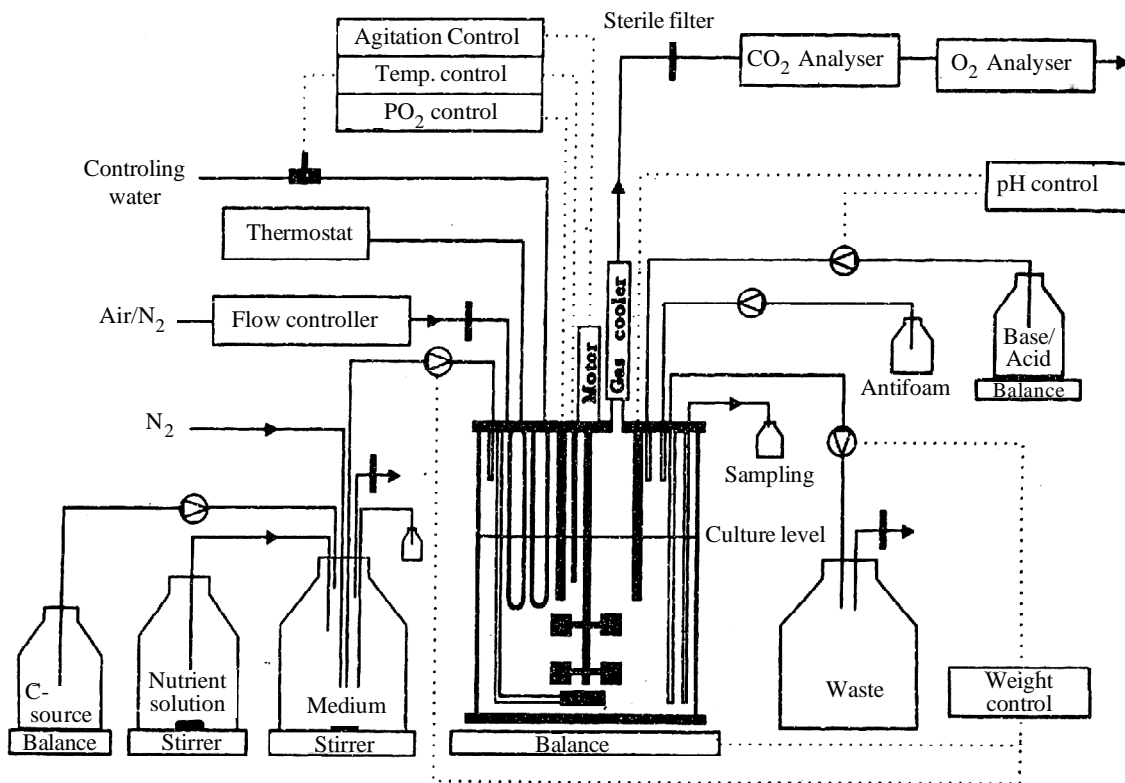 Sterile filter
Agitation Control
Temp. control
PO2 control
CO2 Analyser
O2 Analyser
Controling
water
pH control
Thermostat
Air/N2
Flow controller
Motor
Gas cooler
Base/
Acid
Balance
Antifoam
N2
Sampling
Culture level
C-
source
Balance
Nutrient
solution
Stirrer
Medium
Stirrer
Balance
Waste
Weight
control